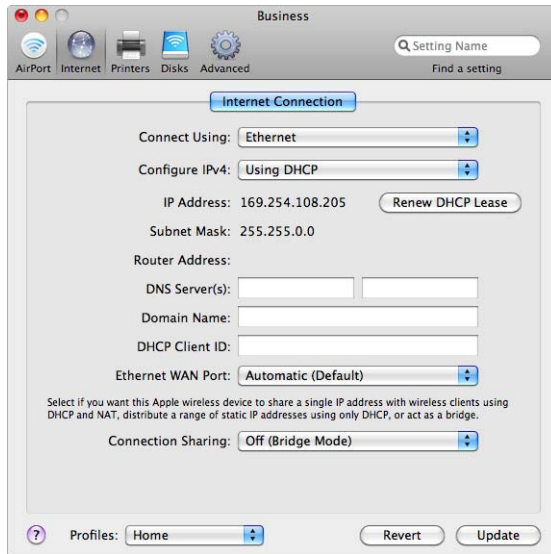 Business
Setting Name
AirPort Internet Printers Disks Advanced
Find a setting
Internet Connection
Connect Using: Ethernet
Configure IPv4: Using DHCP
IP Address: 169.254.108.205 Renew DHCP Lease
Subnet Mask: 255.255.0.0
Router Address:
DNS Server(s):
Domain Name:
DHCP Client ID:
Ethernet WAN Port: Automatic (Default)
Select if you want this Apple wireless device to share a single IP address with wireless clients using
DHCP and NAT, distribute a range of static IP addresses using only DHCP, or act as a bridge.
Connection Sharing: Off (Bridge Mode)
? Profiles: Home Revert Update